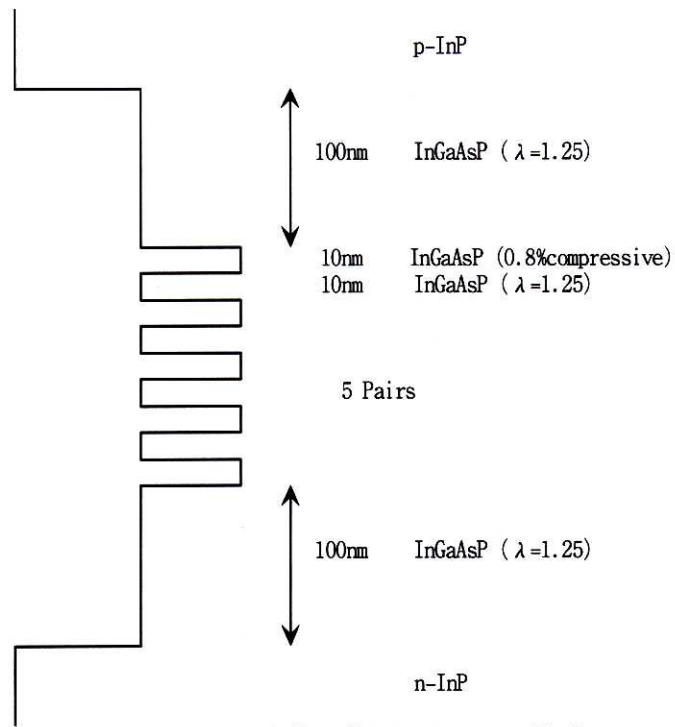 p-InP
100nm InGaAsP ( λ=1.25)
10nm InGaAsP (0.8%compressive)
10nm InGaAsP ( λ=1.25)
5 Pairs
100nm InGaAsP ( λ=1.25)
n-InP